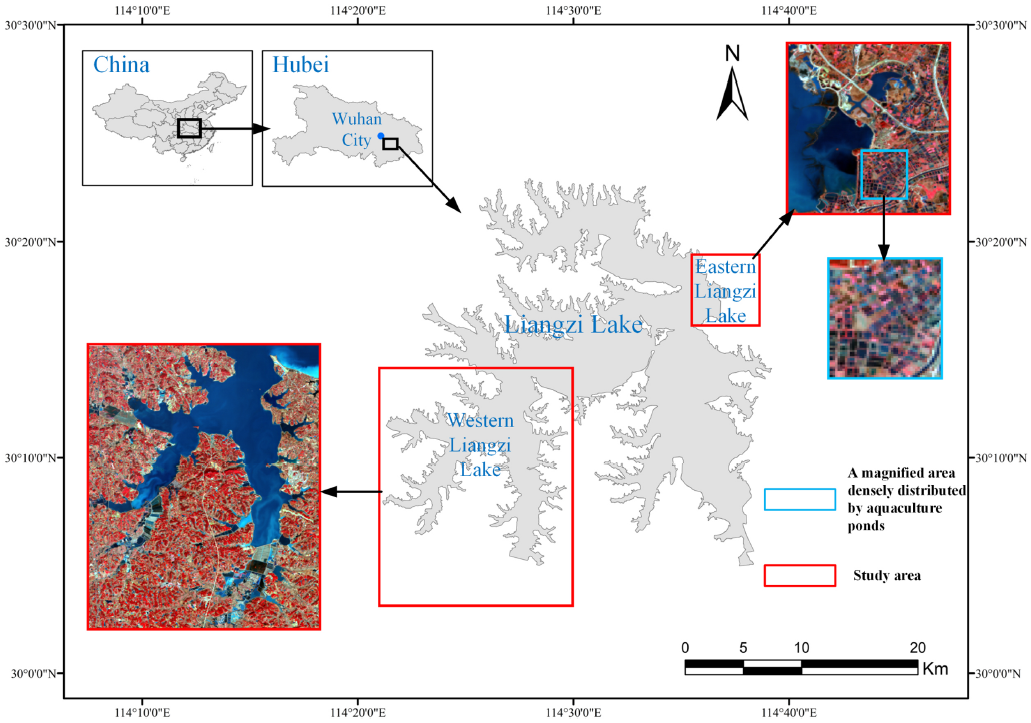 114°10'0"E
114°20'0"E
114°30'0"E
114°40'0"E
30°30'0"N
30°30'0"N
China
Hubei
Wuhan
City
N
30°20'0"N
30°20'0"N
Eastern
Liangzi
Lake
Liangzi Lake
Western
Liangzi
Lake
30°10'0"N
30°10'0"N
A magnified area
densely distributed
by aquaculture
ponds
Study area
0
5
10
20
Km
30°0'0"N
30°0'0"N
114°10'0"E
114°20'0"E
114°30'0"E
114°40'0"E